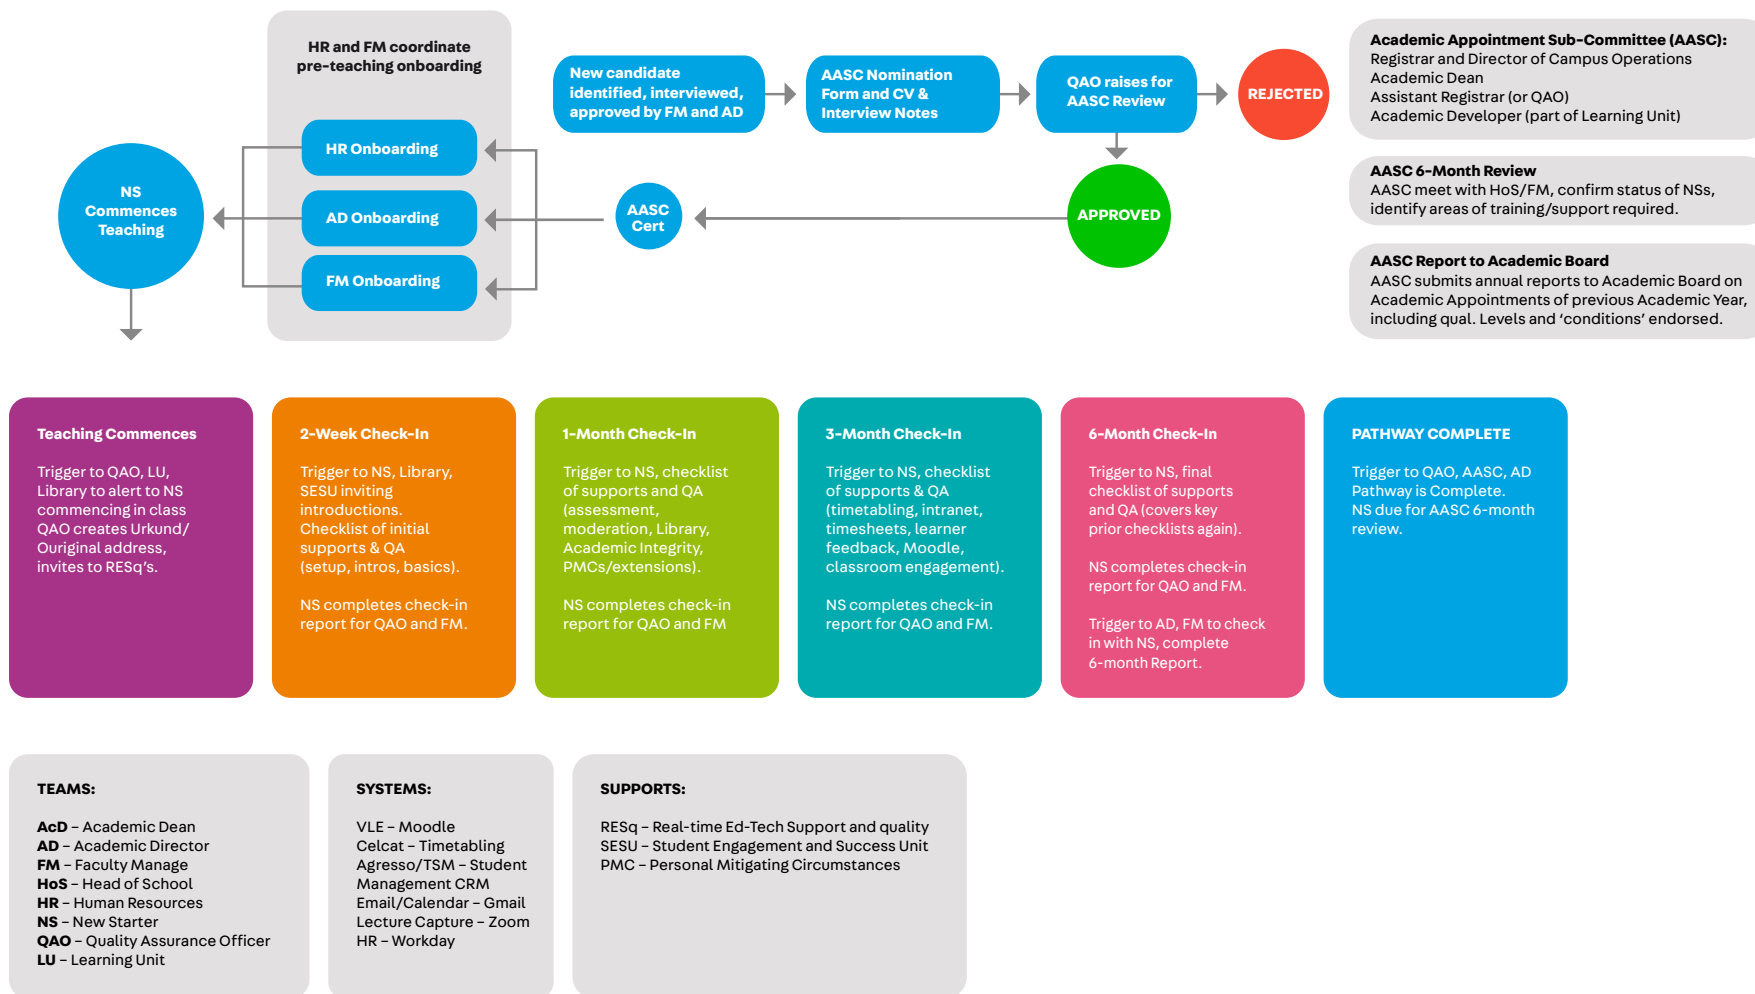 HR and FM coordinate
pre-teaching onboarding
HR Onboarding
AD Onboarding
FM Onboarding
NS
Commences
Teaching
New candidate
identified, interviewed,
approved by FM and AD
AASC Nomination
Form and CV &
Interview Notes
QAO raises for
AASC Review
REJECTED
APPROVED
AASC
Cert
Academic Appointment Sub-Committee (AASC):
Registrar and Director of Campus Operations
Academic Dean
Assistant Registrar (or QAO)
Academic Developer (part of Learning Unit)
AASC 6-Month Review
AASC meet with HoS/FM, confirm status of NSs,
identify areas of training/support required.
AASC Report to Academic Board
AASC submits annual reports to Academic Board on
Academic Appointments of previous Academic Year,
including qual. Levels and ‘conditions’ endorsed.
Teaching Commences
Trigger to QAO, LU,
Library to alert to NS
commencing in class
QAO creates Urkund/
Ouriginal address,
invites to RESq’s.
2-Week Check-In
Trigger to NS, Library,
SESU inviting
introductions.
Checklist of initial
supports & QA
(setup, intros, basics).
NS completes check-in
report for QAO and FM.
1-Month Check-In
Trigger to NS, checklist
of supports and QA
(assessment,
moderation, Library,
Academic Integrity,
PMCs/extensions).
NS completes check-in
report for QAO and FM
3-Month Check-In
Trigger to NS, checklist
of supports & QA
(timetabling, intranet,
timesheets, learner
feedback, Moodle,
classroom engagement).
NS completes check-in
report for QAO and FM.
6-Month Check-In
Trigger to NS, final
checklist of supports
and QA (covers key
prior checklists again).
NS completes check-in
report for QAO and FM.
Trigger to AD, FM to check
in with NS, complete
6-month Report.
PATHWAY COMPLETE
Trigger to QAO, AASC, AD
Pathway is Complete.
NS due for AASC 6-month
review.
TEAMS:
AcD – Academic Dean
AD – Academic Director
FM – Faculty Manage
HoS – Head of School
HR – Human Resources
NS – New Starter
QAO – Quality Assurance Officer
LU – Learning Unit
SYSTEMS:
VLE – Moodle
Celcat – Timetabling
Agresso/TSM – Student
Management CRM
Email/Calendar – Gmail
Lecture Capture – Zoom
HR – Workday
SUPPORTS:
RESq – Real-time Ed-Tech Support and quality
SESU – Student Engagement and Success Unit
PMC – Personal Mitigating Circumstances